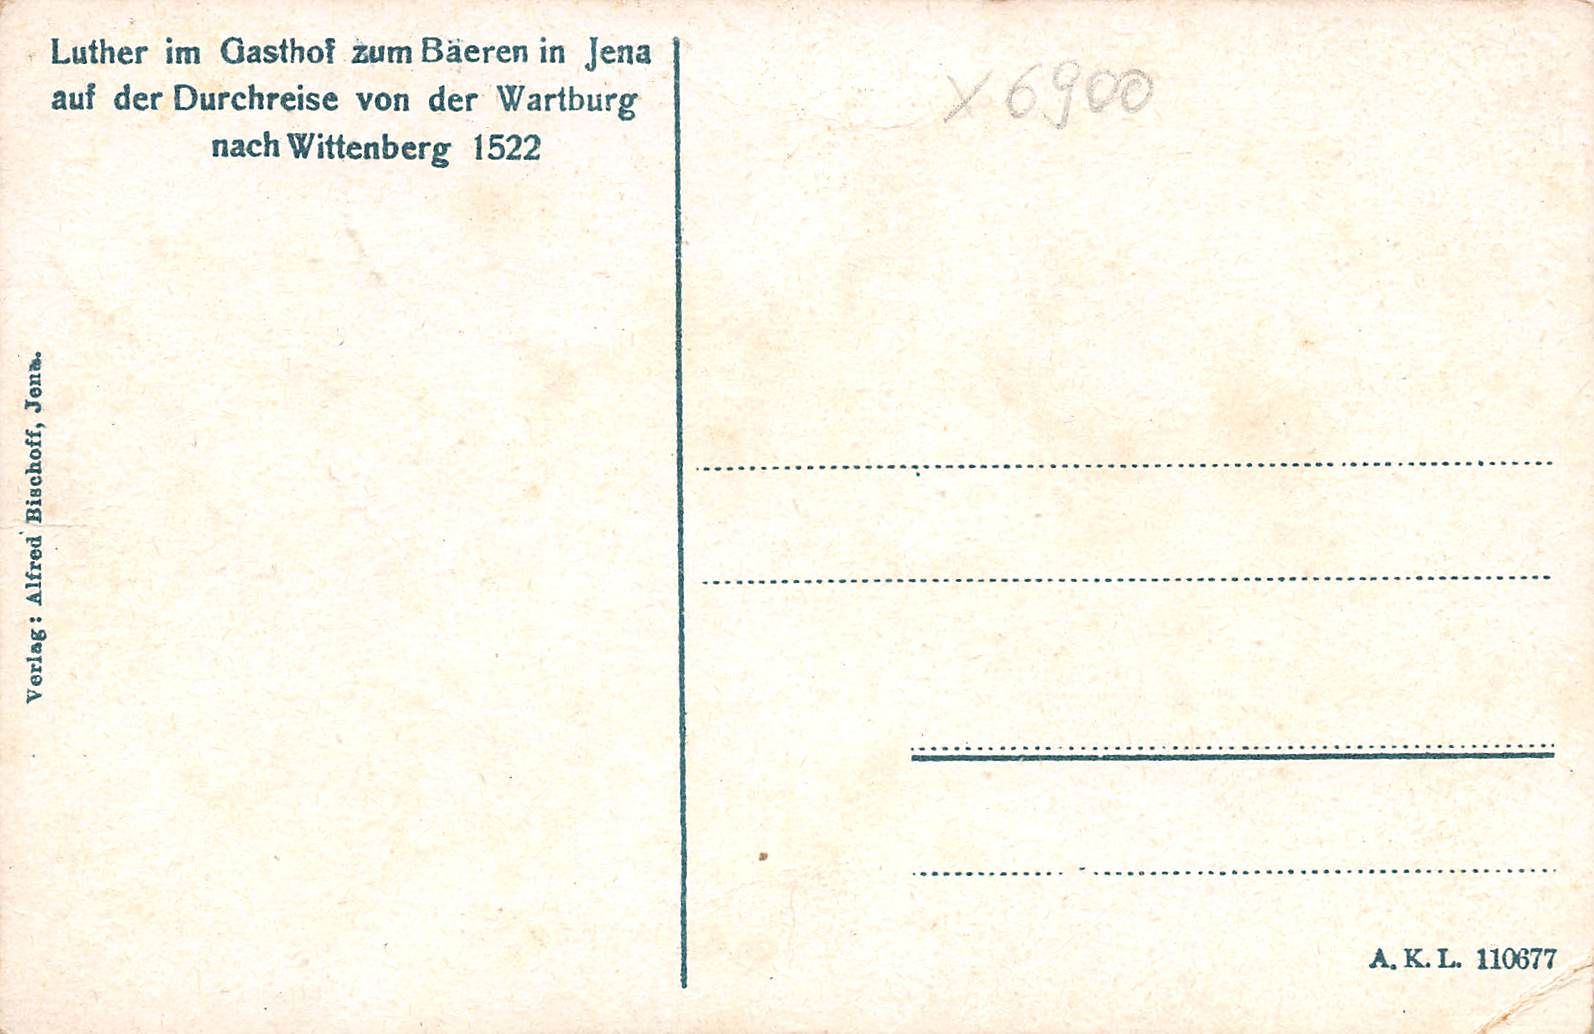 Luther im Gasthof zum Bäeren in Jena
auf der Durchreise von der Wartburg
nach Wittenberg 1522
x 6900
Verlag: Alfred Bischoff, Jena.
A. K. L. 110677